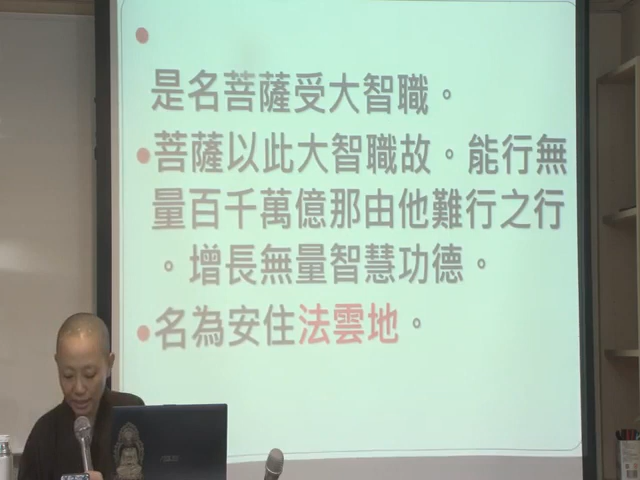 是名菩薩受大智職。
菩薩以此大智職故。能行無
量百千萬億那由他難行之行
。增長無量智慧功德。
名為安住法雲地。
ASUS